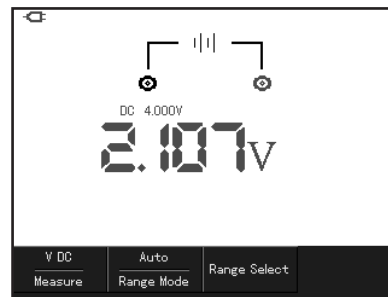 DC 4.000V
2.107V
V DC
Measure
Auto
Range Mode
Range Select